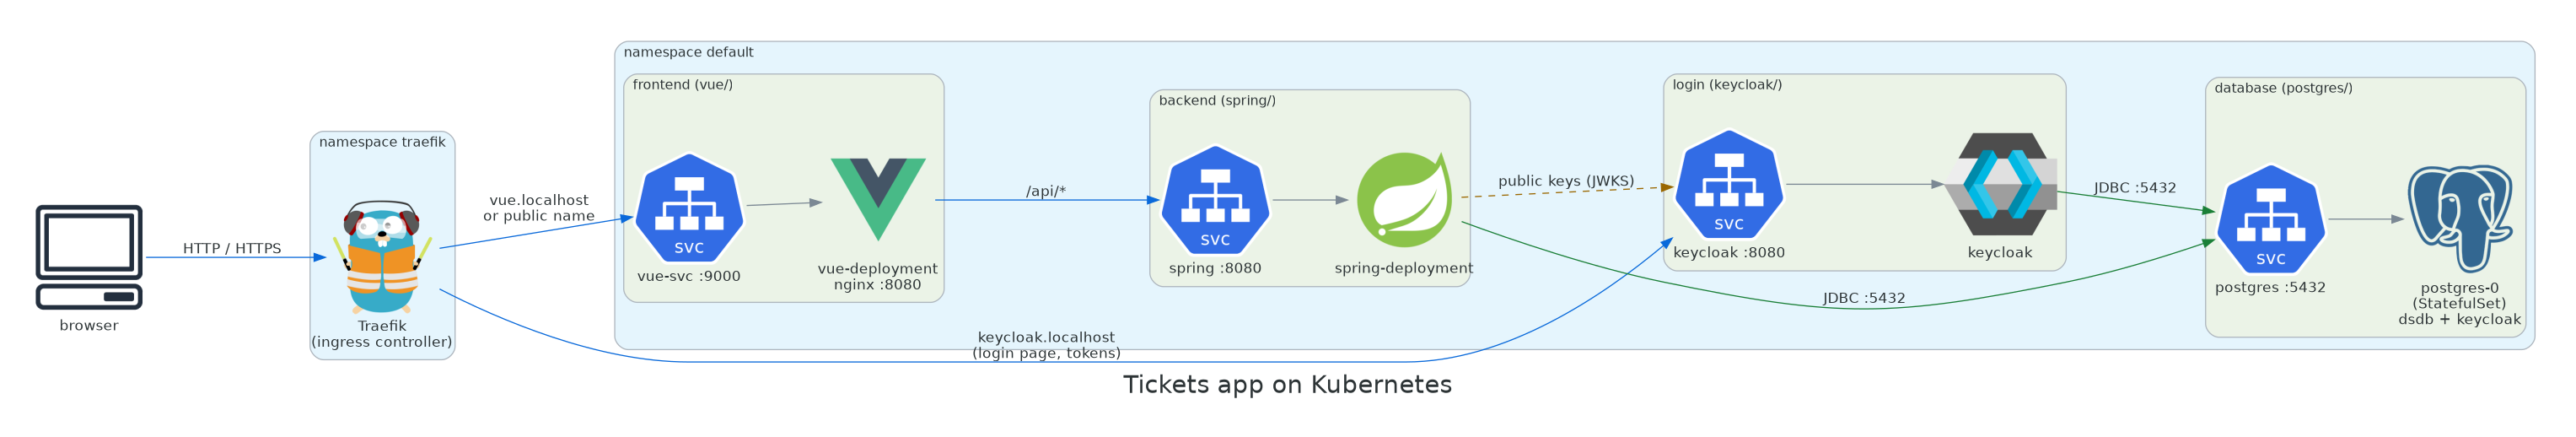 namespace default
frontend (vue/)
login (keycloak/)
database (postgres/)
backend (spring/)
namespace traefik
HTTP / HTTPS
browser
Traefik
(ingress controller)
vue.localhost
or public name
svc
vue-svc :9000
vue-deployment
nginx :8080
/api/*
svc
spring :8080
spring-deployment
public keys (JWKS)
svc
keycloak :8080
keycloak
JDBC :5432
JDBC :5432
svc
postgres :5432
postgres-0
(StatefulSet)
dsdb + keycloak
keycloak.localhost
(login page, tokens)
Tickets app on Kubernetes